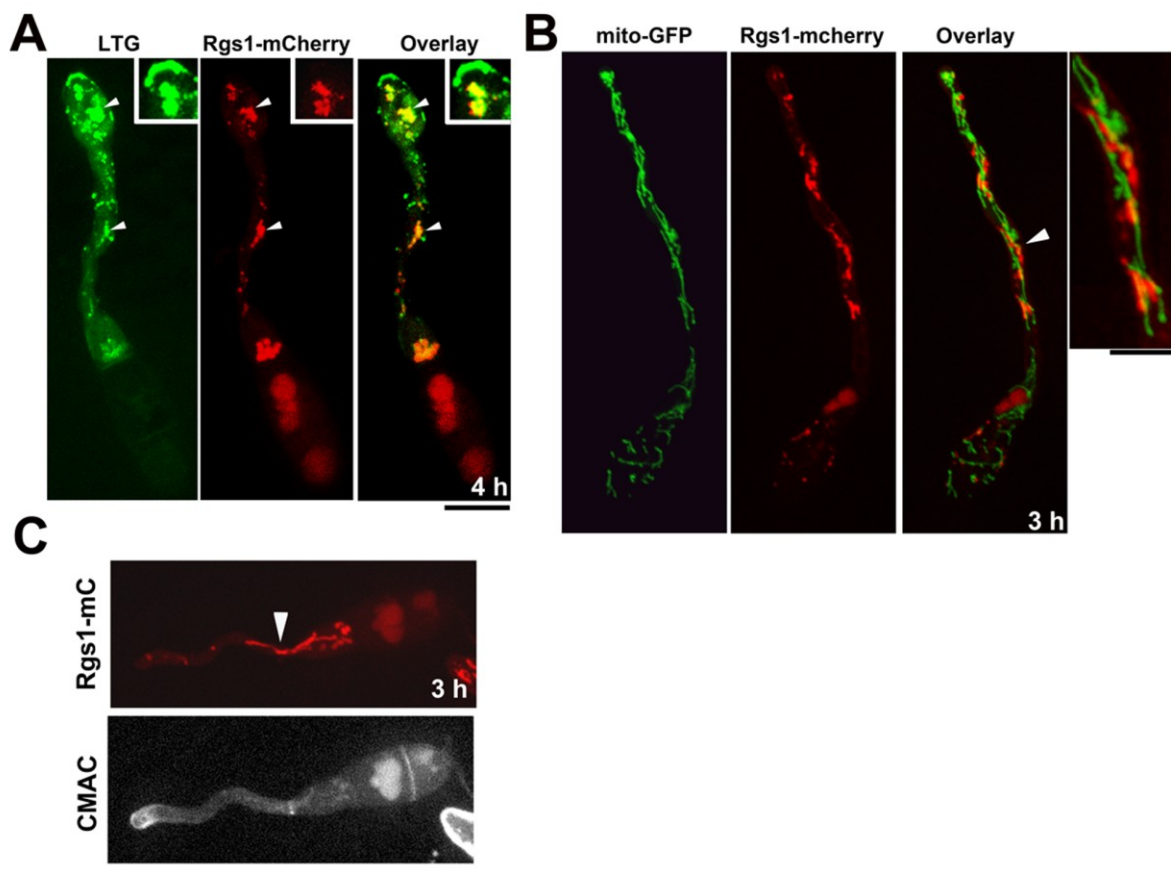 A
LTG
Rgs1-mCherry
Overlay
4 h
B
mito-GFP
Rgs1-mcherry
Overlay
3 h
C
Rgs1-mC
3 h
CMAC